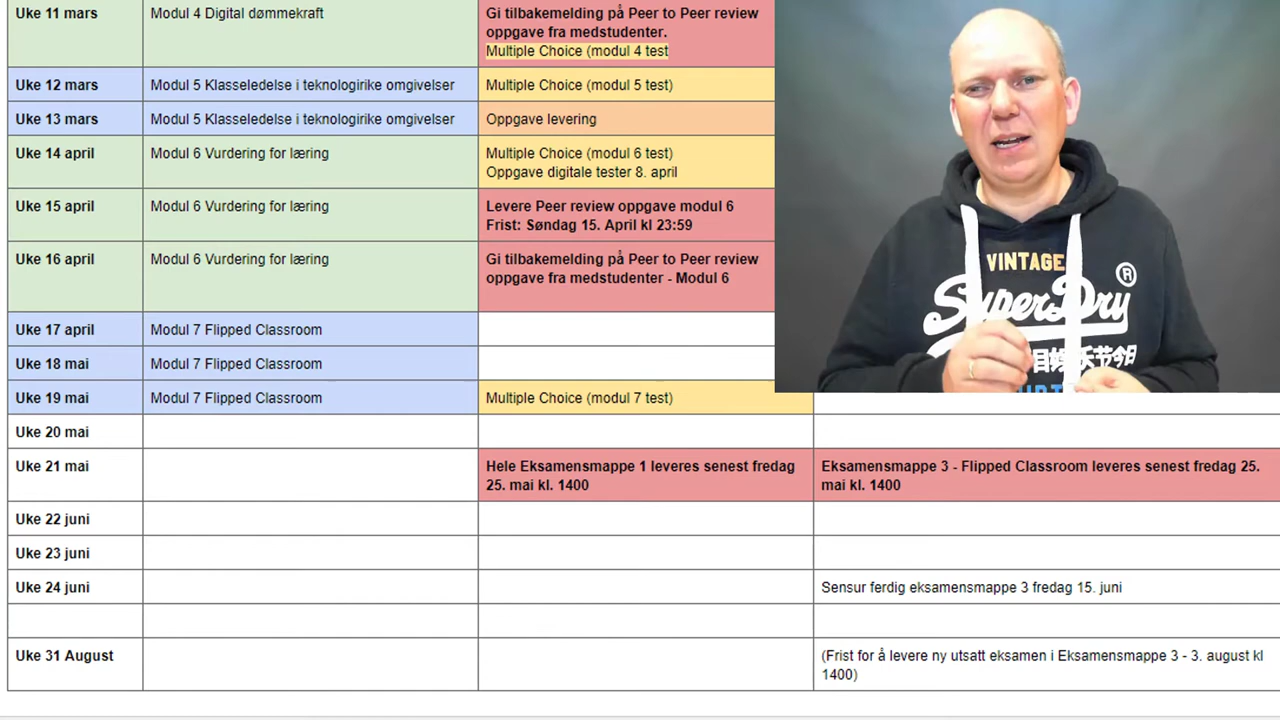 Uke 11 mars
Modul 4 Digital dømmekraft
Gi tilbakemelding på Peer to Peer review
oppgave fra medstudenter.
Multiple Choice (modul 4 test
Uke 12 mars
Modul 5 Klasseledelse i teknologirike omgivelser
Multiple Choice (modul 5 test)
Uke 13 mars
Modul 5 Klasseledelse i teknologirike omgivelser
Oppgave levering
Uke 14 april
Modul 6 Vurdering for læring
Multiple Choice (modul 6 test)
Oppgave digitale tester 8. april
Uke 15 april
Modul 6 Vurdering for læring
Levere Peer review oppgave modul 6
Frist: Søndag 15. April kl 23:59
Uke 16 april
Modul 6 Vurdering for læring
Gi tilbakemelding på Peer to Peer review
oppgave fra medstudenter - Modul 6
Uke 17 april
Modul 7 Flipped Classroom
Uke 18 mai
Modul 7 Flipped Classroom
Uke 19 mai
Modul 7 Flipped Classroom
Multiple Choice (modul 7 test)
Uke 20 mai
Uke 21 mai
Hele Eksamensmappe 1 leveres senest fredag
25. mai kl. 1400
Eksamensmappe 3 - Flipped Classroom leveres senest fredag 25.
mai kl. 1400
Uke 22 juni
Uke 23 juni
Uke 24 juni
Sensur ferdig eksamensmappe 3 fredag 15. juni
Uke 31 August
(Frist for å levere ny utsatt eksamen i Eksamensmappe 3 - 3. august kl
1400)
VINTAGE
SuperDry
®